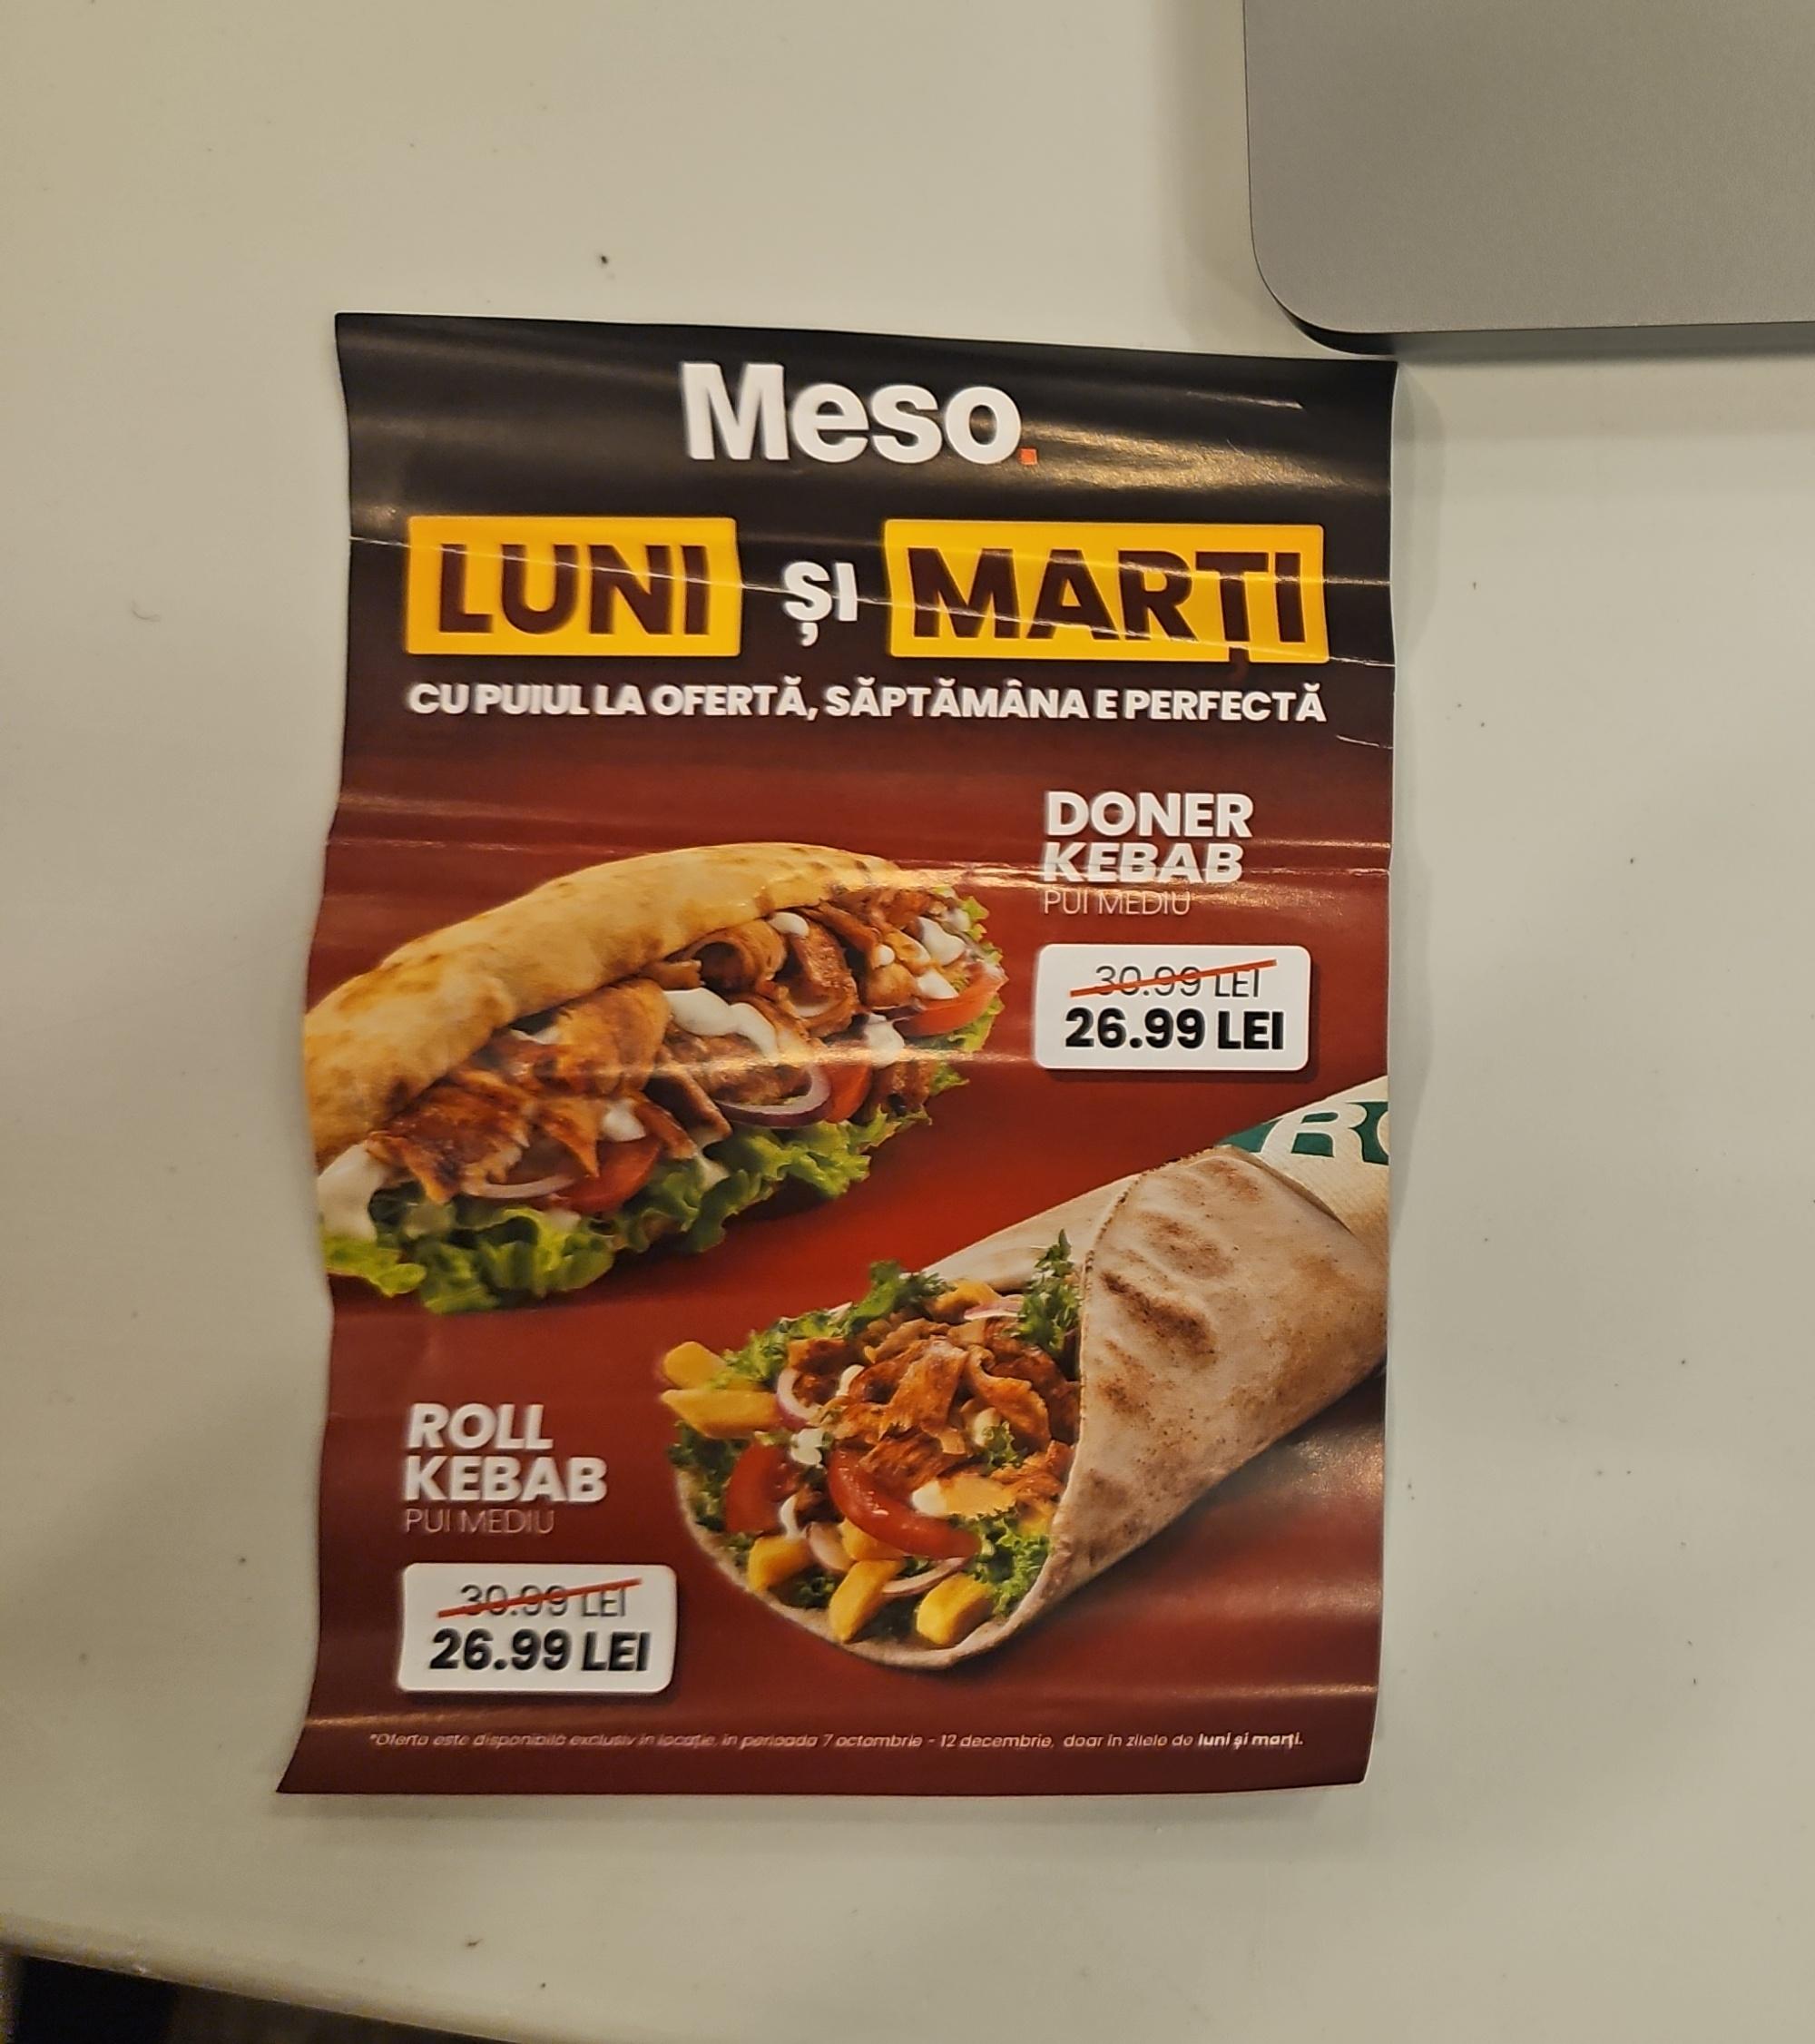 Meso.
LUNI ȘI MARȚI
CU PUIUL LA OFERTĂ, SĂPTĂMÂNA E PERFECTĂ
DONER
KEBAB
PUI MEDIU
30.99 LEI
26.99 LEI
RO
ROLL
KEBAB
PUI MEDIU
30.99 LEI
26.99 LEI
*Oferta este disponibilă exclusiv în locație, în perioada 7 octombrie - 12 decembrie, doar în zilele de luni și marți.